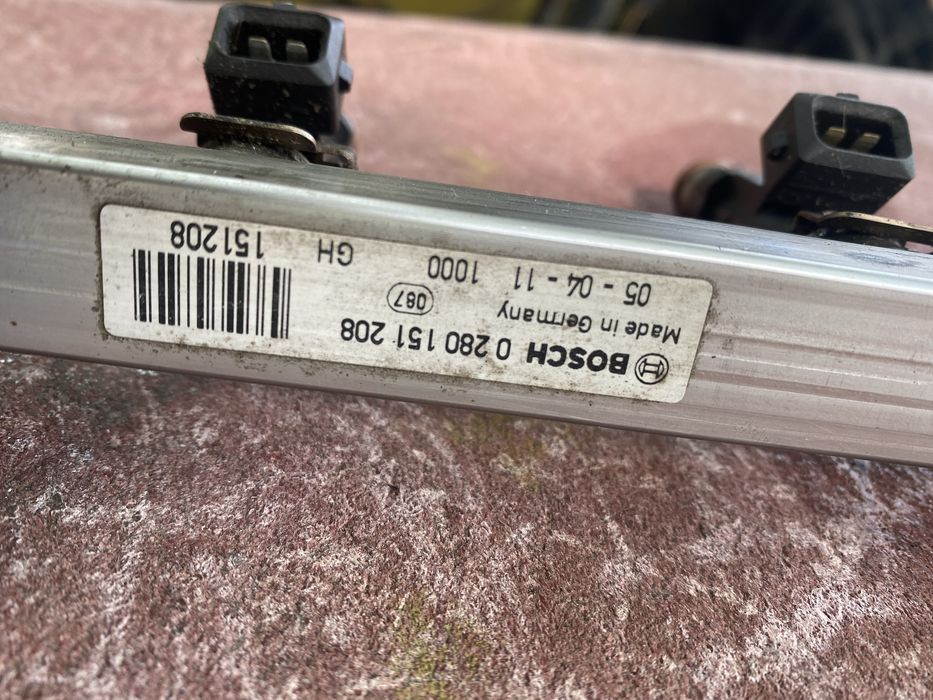 BOSCH 0 280 151 208
Made in Germany 087
05 - 04 - 11 1000 GH 151208